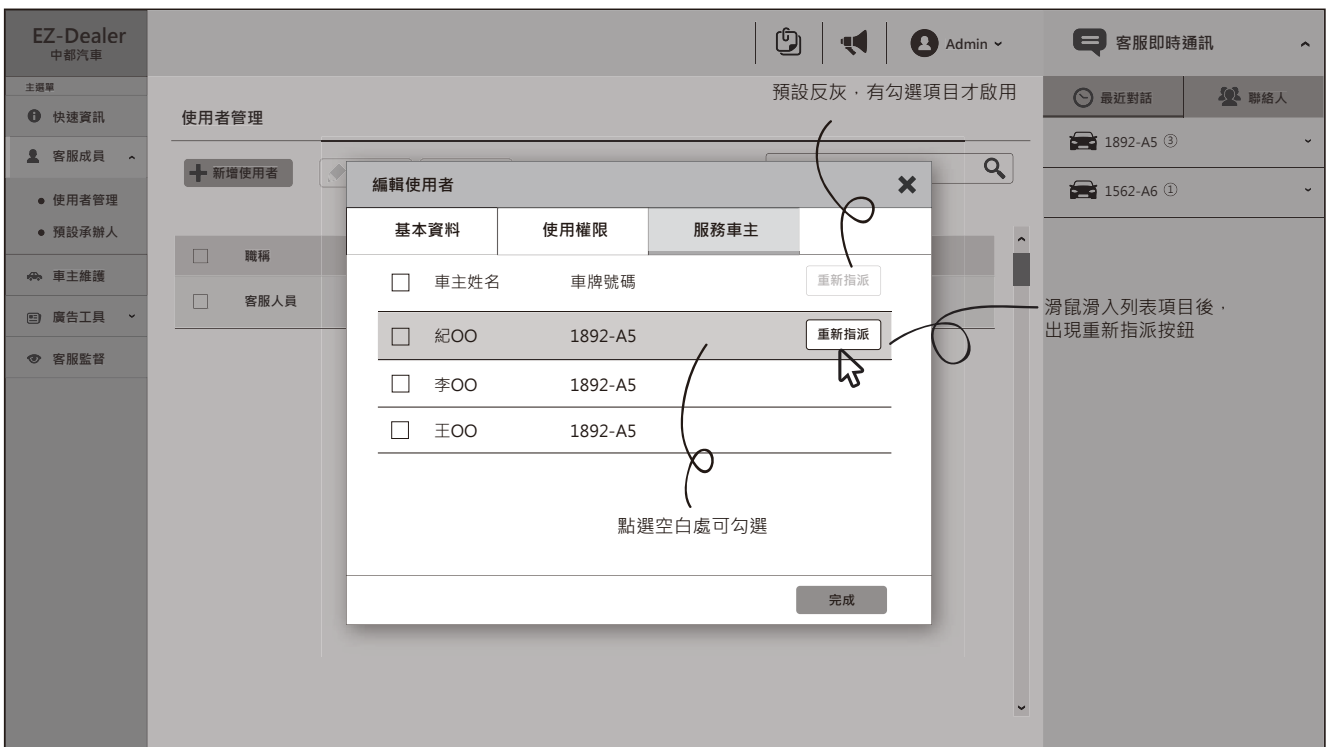 EZ-Dealer
中都汽車
Admin
客服即時通訊
主選單
快速資訊
客服成員
使用者管理
預設承辦人
車主維護
廣告工具
客服監督
使用者管理
預設反灰，有勾選項目才啟用
新增使用者
職稱
客服人員
編輯使用者
基本資料 使用權限 服務車主
車主姓名 車牌號碼 重新指派
紀OO 1892-A5 重新指派
李OO 1892-A5
王OO 1892-A5
點選空白處可勾選
完成
最近對話 聯絡人
1892-A5 ③
1562-A6 ①
滑鼠滑入列表項目後，
出現重新指派按鈕